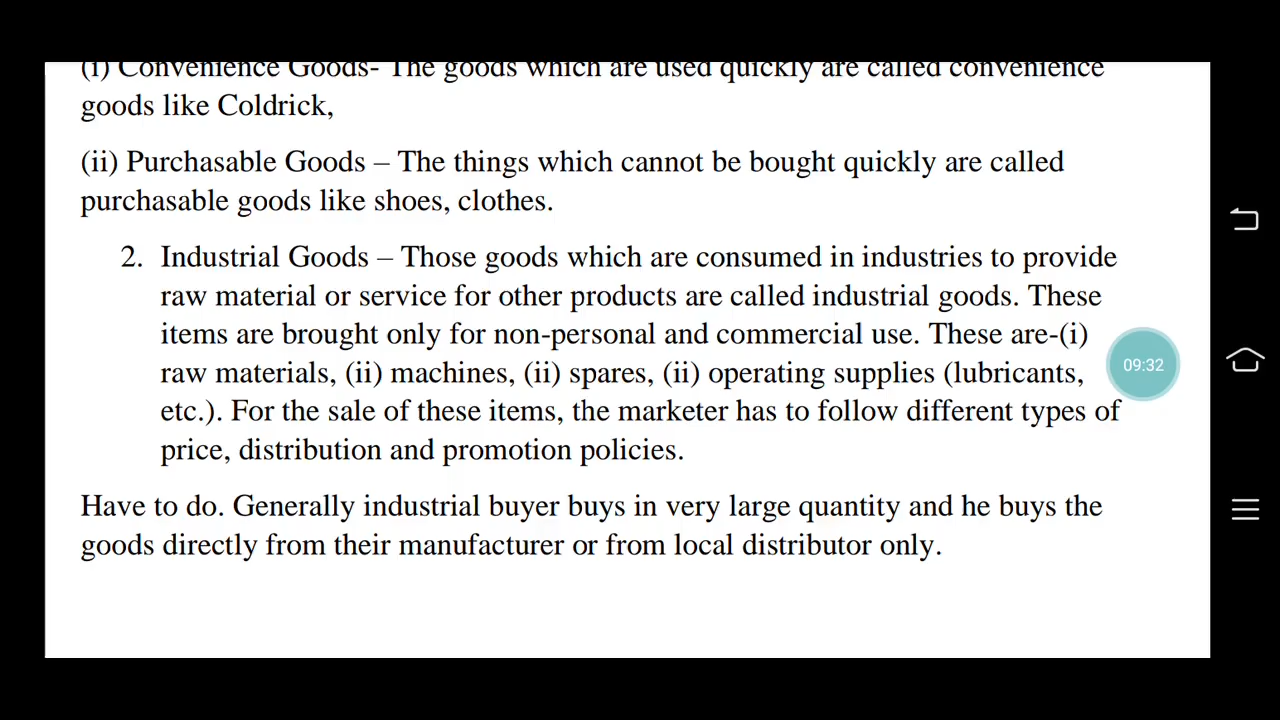 (i) Convenience Goods- The goods which are used quickly are called convenience
goods like Coldrick,
(ii) Purchasable Goods – The things which cannot be bought quickly are called
purchasable goods like shoes, clothes.
2. Industrial Goods – Those goods which are consumed in industries to provide
raw material or service for other products are called industrial goods. These
items are brought only for non-personal and commercial use. These are-(i)
raw materials, (ii) machines, (ii) spares, (ii) operating supplies (lubricants,
etc.). For the sale of these items, the marketer has to follow different types of
price, distribution and promotion policies.
Have to do. Generally industrial buyer buys in very large quantity and he buys the
goods directly from their manufacturer or from local distributor only.
09:32